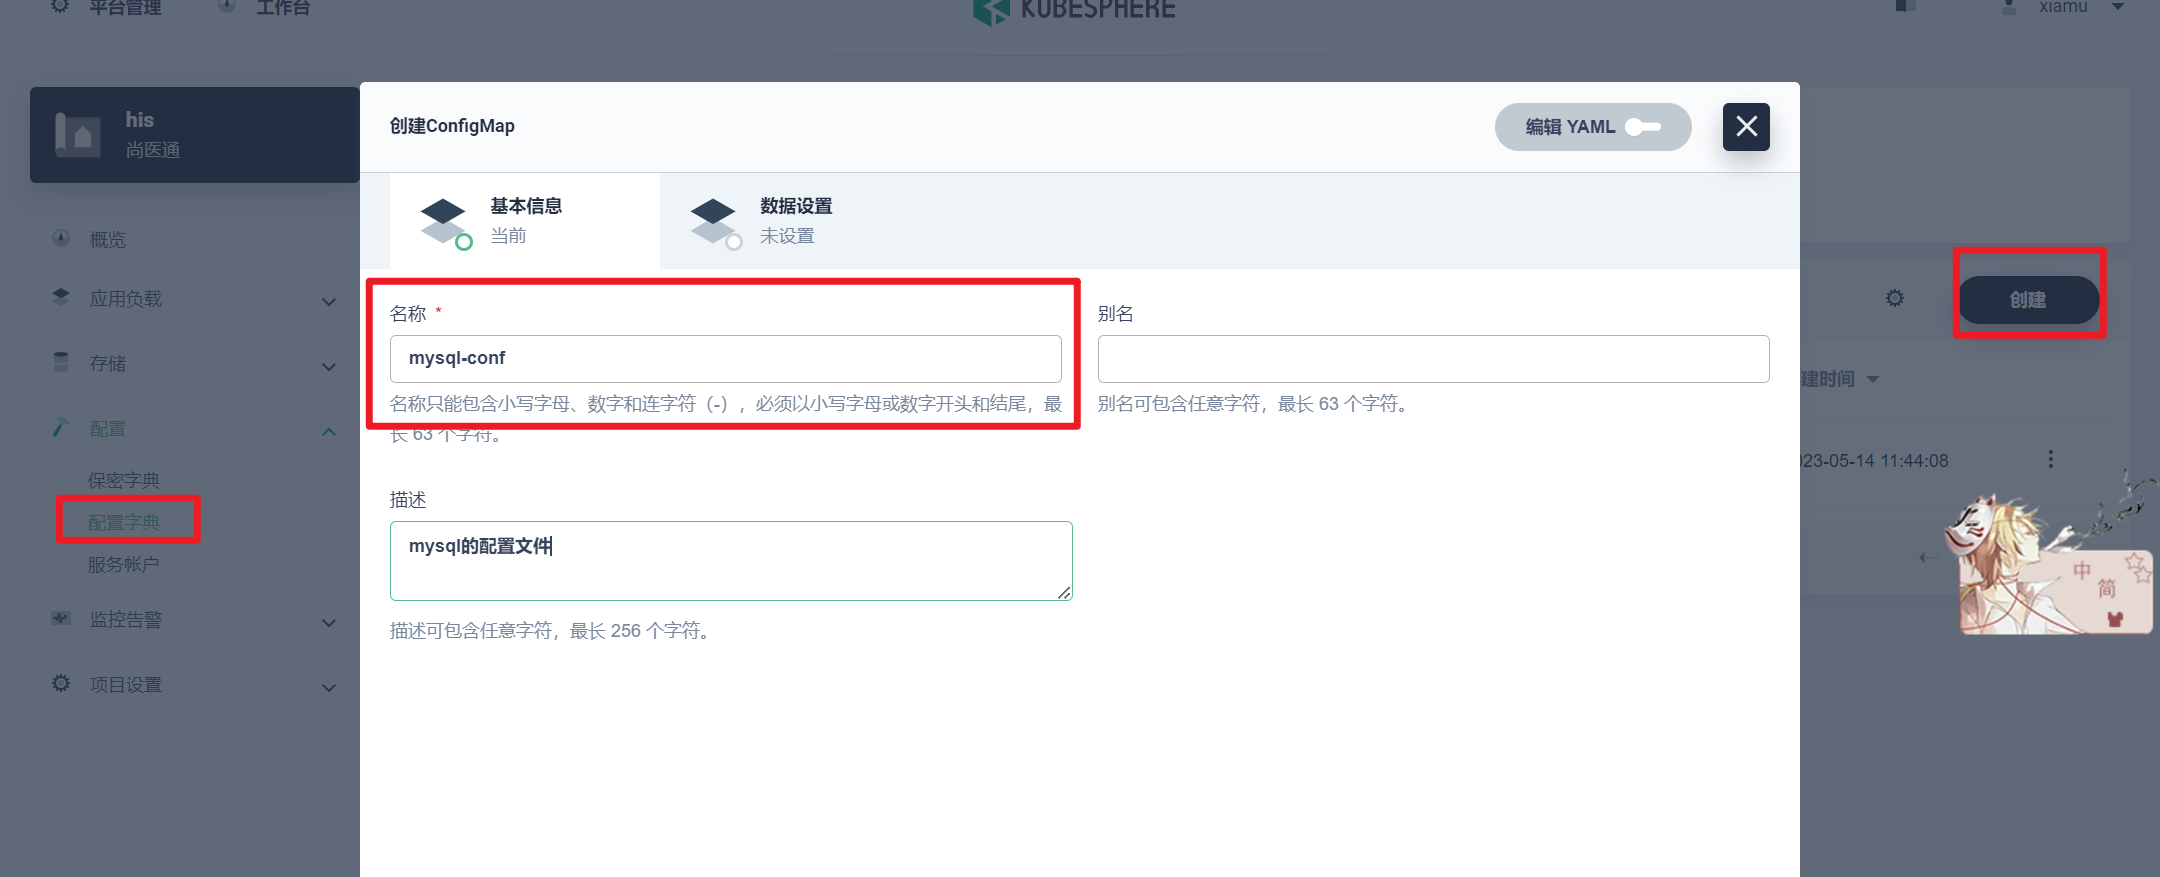 平台管理
工作台
KUBESPHERE
xiamu
his
尚医通
概览
应用负载
存储
配置
保密字典
配置字典
服务帐户
监控告警
项目设置
创建ConfigMap
编辑 YAML
基本信息
当前
数据设置
未设置
名称 *
mysql-conf
名称只能包含小写字母、数字和连字符（-），必须以小写字母或数字开头和结尾，最
长 63 个字符。
别名
别名可包含任意字符，最长 63 个字符。
描述
mysql的配置文件
描述可包含任意字符，最长 256 个字符。
创建
建时间
023-05-14 11:44:08
中
简